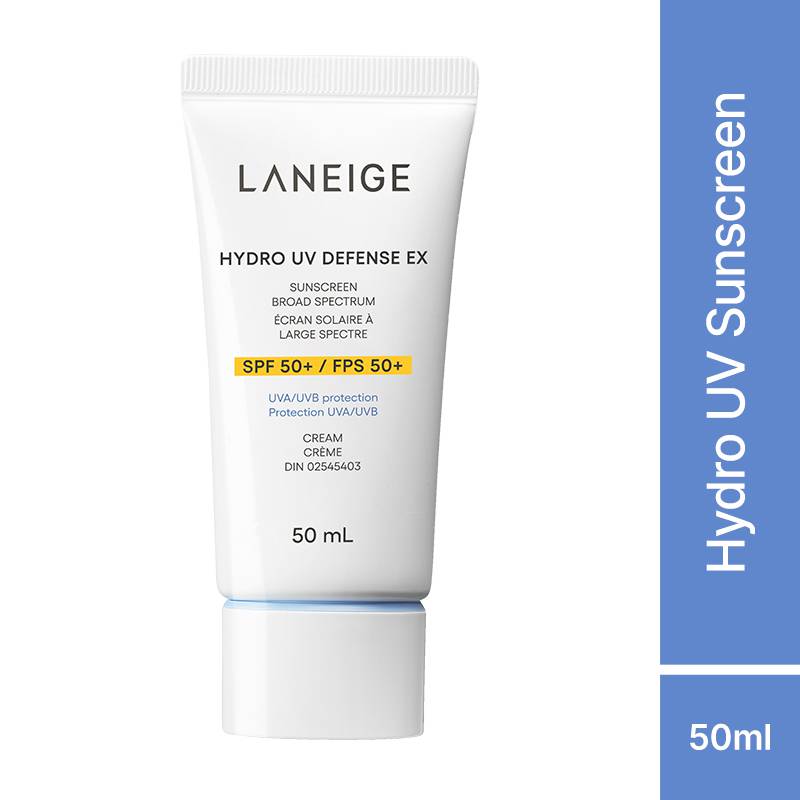 LANEIGE
HYDRO UV DEFENSE EX
SUNSCREEN
BROAD SPECTRUM
ÉCRAN SOLAIRE À
LARGE SPECTRE
SPF 50+ / FPS 50+
UVA/UVB protection
Protection UVA/UVB
CREAM
CRÈME
DIN 02545403
50 mL
Hydro UV Sunscreen
50ml